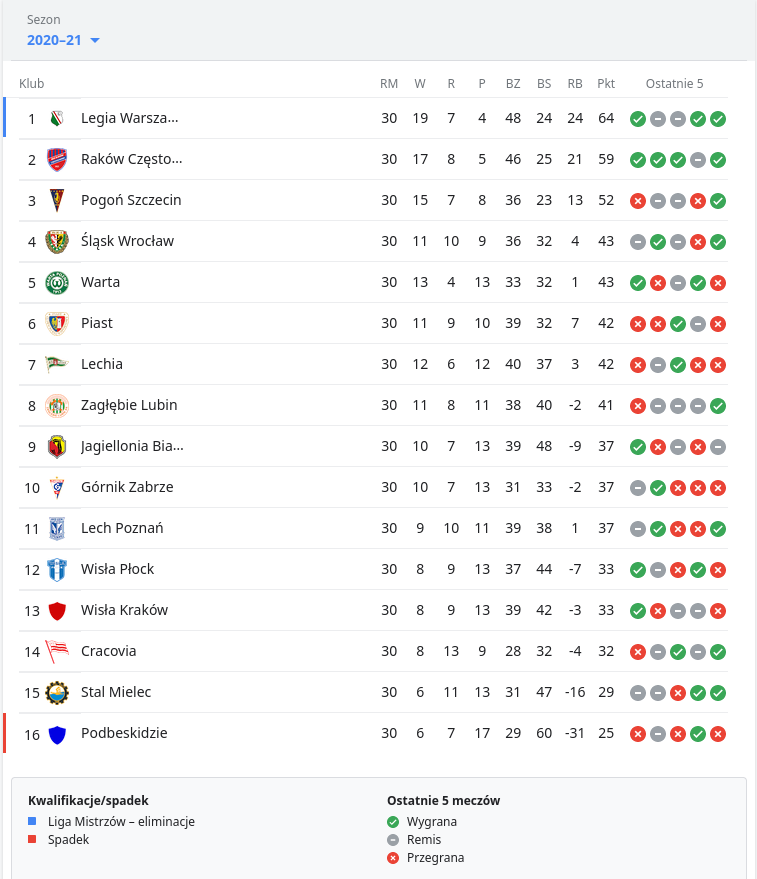 Sezon
2020–21
Klub RM W R P BZ BS RB Pkt Ostatnie 5
1 Legia Warsza... 30 19 7 4 48 24 24 64
2 Raków Często... 30 17 8 5 46 25 21 59
3 Pogoń Szczecin 30 15 7 8 36 23 13 52
4 Śląsk Wrocław 30 11 10 9 36 32 4 43
5 Warta 30 13 4 13 33 32 1 43
6 Piast 30 11 9 10 39 32 7 42
7 Lechia 30 12 6 12 40 37 3 42
8 Zagłębie Lubin 30 11 8 11 38 40 -2 41
9 Jagiellonia Bia... 30 10 7 13 39 48 -9 37
10 Górnik Zabrze 30 10 7 13 31 33 -2 37
11 Lech Poznań 30 9 10 11 39 38 1 37
12 Wisła Płock 30 8 9 13 37 44 -7 33
13 Wisła Kraków 30 8 9 13 39 42 -3 33
14 Cracovia 30 8 13 9 28 32 -4 32
15 Stal Mielec 30 6 11 13 31 47 -16 29
16 Podbeskidzie 30 6 7 17 29 60 -31 25
Kwalifikacje/spadek
Liga Mistrzów – eliminacje
Spadek
Ostatnie 5 meczów
Wygrana
Remis
Przegrana